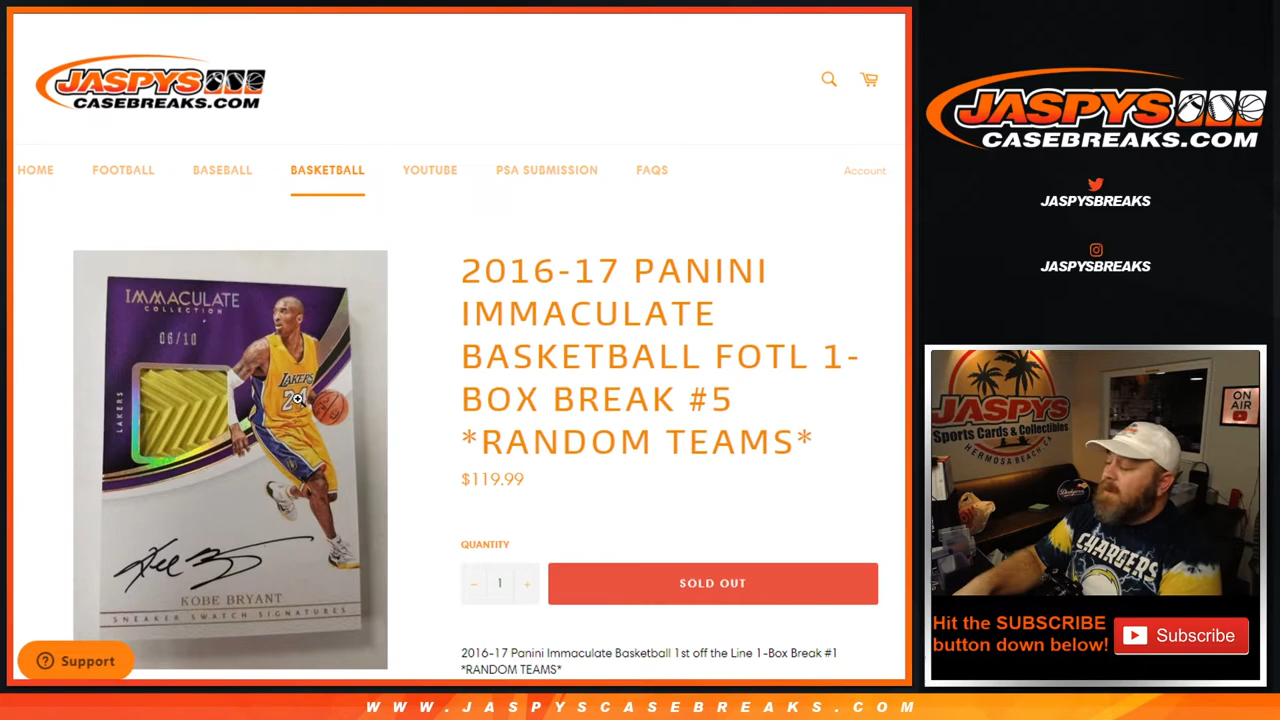 JASPYS
CASEBREAKS.COM
HOME
FOOTBALL
BASEBALL
BASKETBALL
YOUTUBE
PSA SUBMISSION
FAQS
Account
IMMACULATE
COLLECTION
06/10
LAKERS
LAKERS
24
KOBE BRYANT
SNEAKER SWATCH SIGNATURES
2016-17 PANINI
IMMACULATE
BASKETBALL FOTL 1-
BOX BREAK #5
*RANDOM TEAMS*
$119.99
QUANTITY
− 1 +
SOLD OUT
2016-17 Panini Immaculate Basketball 1st off the Line 1-Box Break #1
*RANDOM TEAMS*
Support
JASPYS
CASEBREAKS.COM
JASPYSBREAKS
JASPYSBREAKS
JASPYS
Sports Cards & Collectibles
HERMOSA BEACH, CA
ON
AIR
Dodgers
CHARGERS
Hit the SUBSCRIBE
button down below!
Subscribe
WWW.JASPYSCASEBREAKS.COM